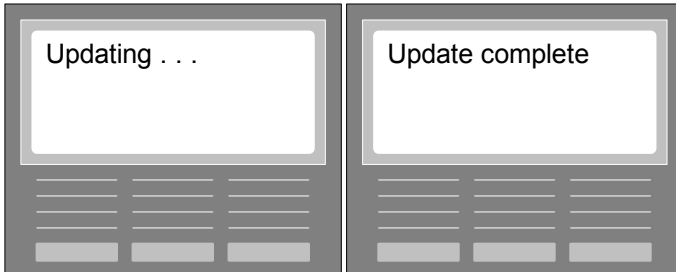 Updating . . .
Update complete